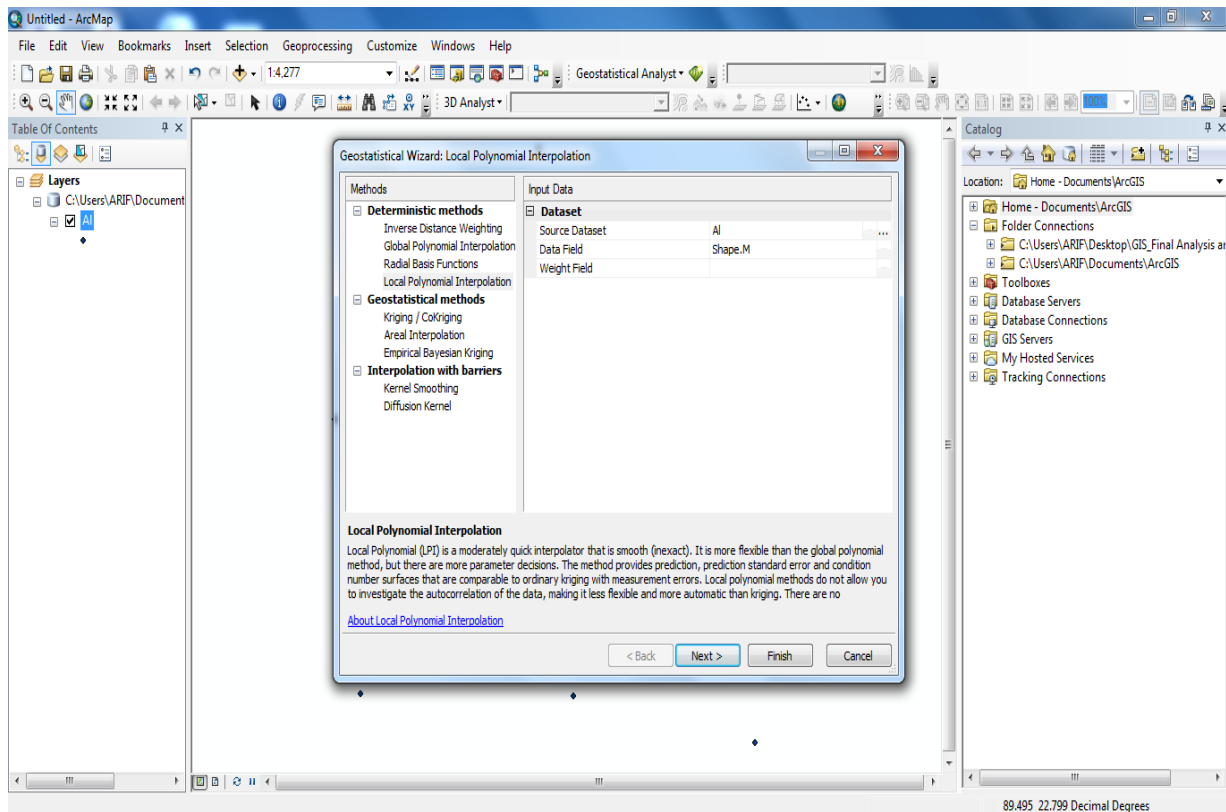 Untitled - ArcMap
File Edit View Bookmarks Insert Selection Geoprocessing Customize Windows Help
1:4,277
Geostatistical Analyst
3D Analyst
100%
Table Of Contents
Layers
C:\Users\ARIF\Document
Al
Geostatistical Wizard: Local Polynomial Interpolation
Methods
Deterministic methods
Inverse Distance Weighting
Global Polynomial Interpolation
Radial Basis Functions
Local Polynomial Interpolation
Geostatistical methods
Kriging / CoKriging
Areal Interpolation
Empirical Bayesian Kriging
Interpolation with barriers
Kernel Smoothing
Diffusion Kernel
Input Data
Dataset
Source Dataset Al ...
Data Field Shape.M
Weight Field
Local Polynomial Interpolation
Local Polynomial (LPI) is a moderately quick interpolator that is smooth (inexact). It is more flexible than the global polynomial
method, but there are more parameter decisions. The method provides prediction, prediction standard error and condition
number surfaces that are comparable to ordinary kriging with measurement errors. Local polynomial methods do not allow you
to investigate the autocorrelation of the data, making it less flexible and more automatic than kriging. There are no
About Local Polynomial Interpolation
< Back Next > Finish Cancel
Catalog
Location: Home - Documents\ArcGIS
Home - Documents\ArcGIS
Folder Connections
C:\Users\ARIF\Desktop\GIS_Final Analysis ar
C:\Users\ARIF\Documents\ArcGIS
Toolboxes
Database Servers
Database Connections
GIS Servers
My Hosted Services
Tracking Connections
89.495 22.799 Decimal Degrees